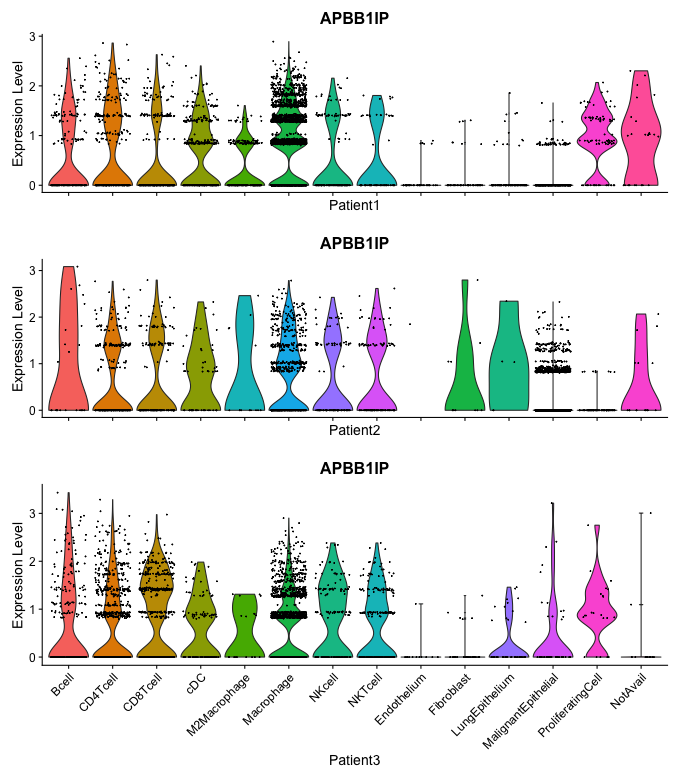 APBB1IP
Expression Level
3
2
1
0
Patient1
APBB1IP
Expression Level
3
2
1
0
Patient2
APBB1IP
Expression Level
3
2
1
0
Bcell
CD4Tcell
CD8Tcell
cDC
M2Macrophage
Macrophage
NKcell
NKTcell
Endothelium
Fibroblast
LungEpithelium
MalignantEpithelial
ProliferatingCell
NotAvail
Patient3